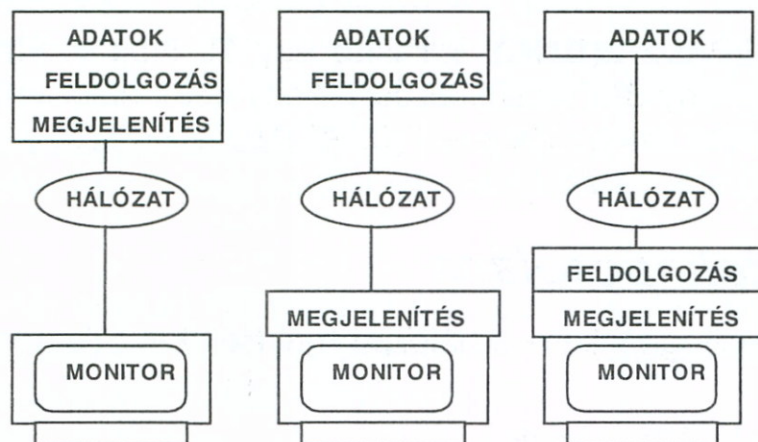 ADATOK
FELDOLGOZÁS
MEGJELENÍTÉS
HÁLÓZAT
MONITOR
ADATOK
FELDOLGOZÁS
HÁLÓZAT
MEGJELENÍTÉS
MONITOR
ADATOK
HÁLÓZAT
FELDOLGOZÁS
MEGJELENÍTÉS
MONITOR